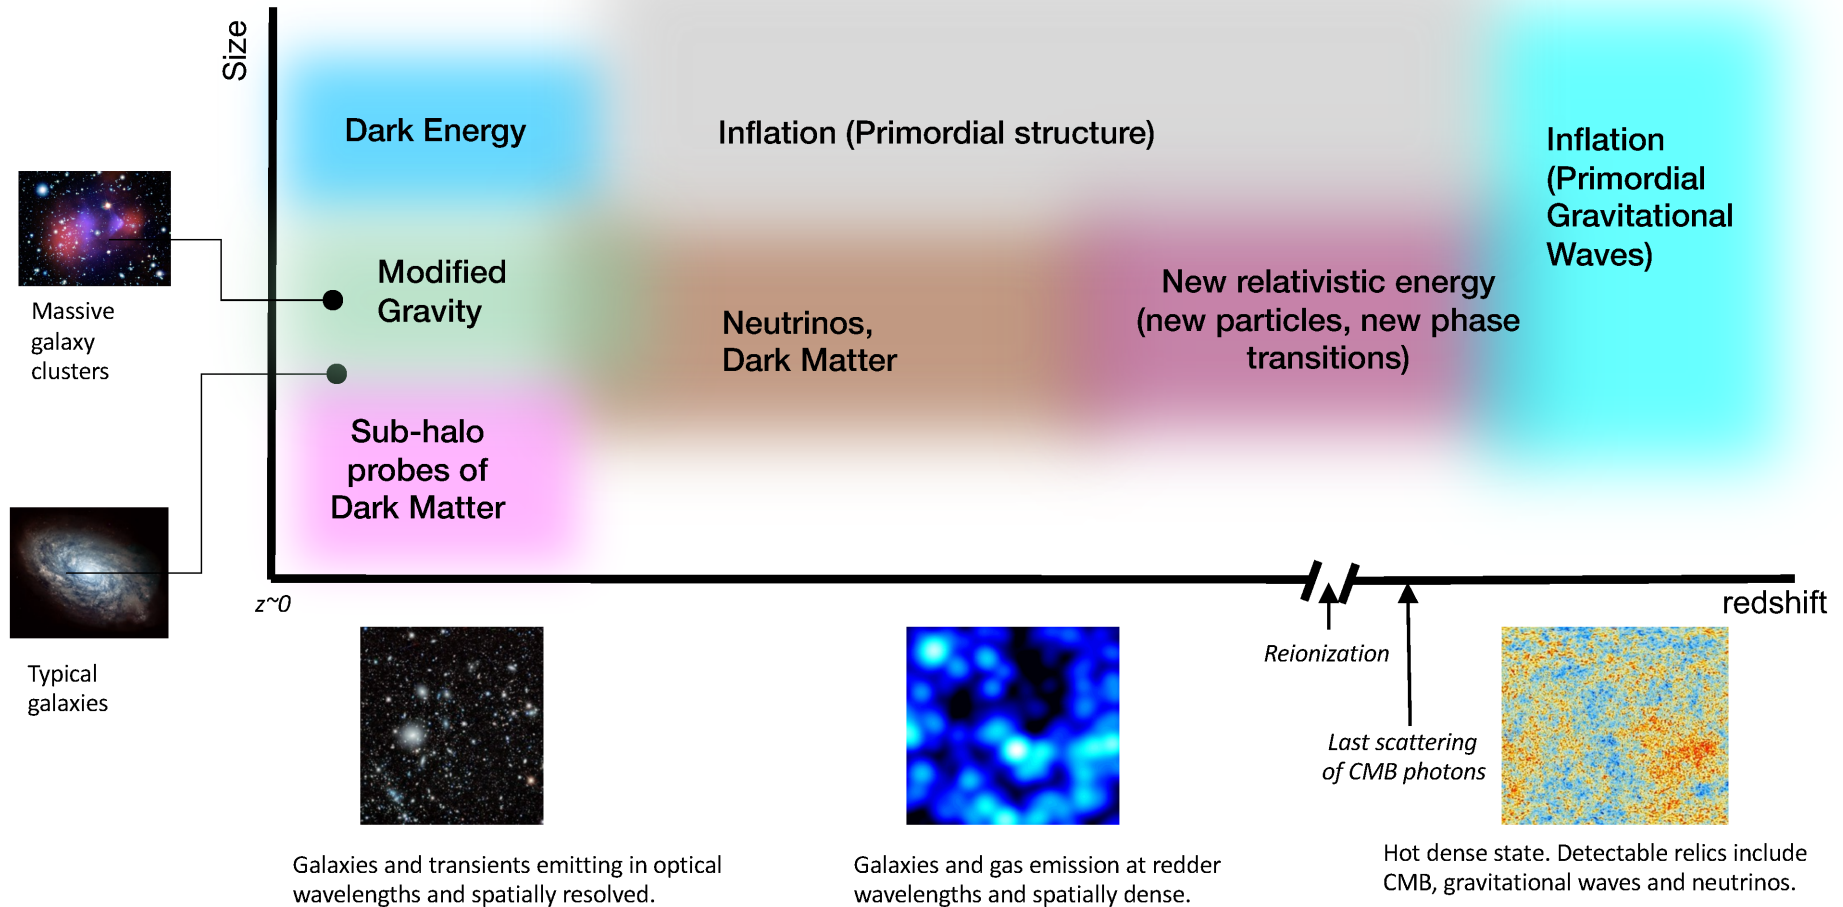 Size
Dark Energy
Inflation (Primordial structure)
Inflation
(Primordial
Gravitational
Waves)
Massive
galaxy
clusters
Modified
Gravity
Neutrinos,
Dark Matter
New relativistic energy
(new particles, new phase
transitions)
Sub-halo
probes of
Dark Matter
Typical
galaxies
z~0
redshift
Reionization
Last scattering
of CMB photons
Galaxies and transients emitting in optical
wavelengths and spatially resolved.
Galaxies and gas emission at redder
wavelengths and spatially dense.
Hot dense state. Detectable relics include
CMB, gravitational waves and neutrinos.